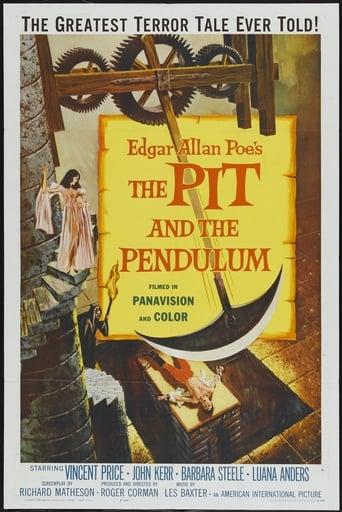 THE GREATEST TERROR TALE EVER TOLD!
Edgar Allan Poe's
THE PIT
AND THE
PENDULUM
FILMED IN
PANAVISION
AND COLOR
STARRING VINCENT PRICE · JOHN KERR · BARBARA STEELE · LUANA ANDERS
SCREENPLAY BY RICHARD MATHESON · PRODUCED AND DIRECTED BY ROGER CORMAN · MUSIC BY LES BAXTER · AN AMERICAN INTERNATIONAL PICTURE